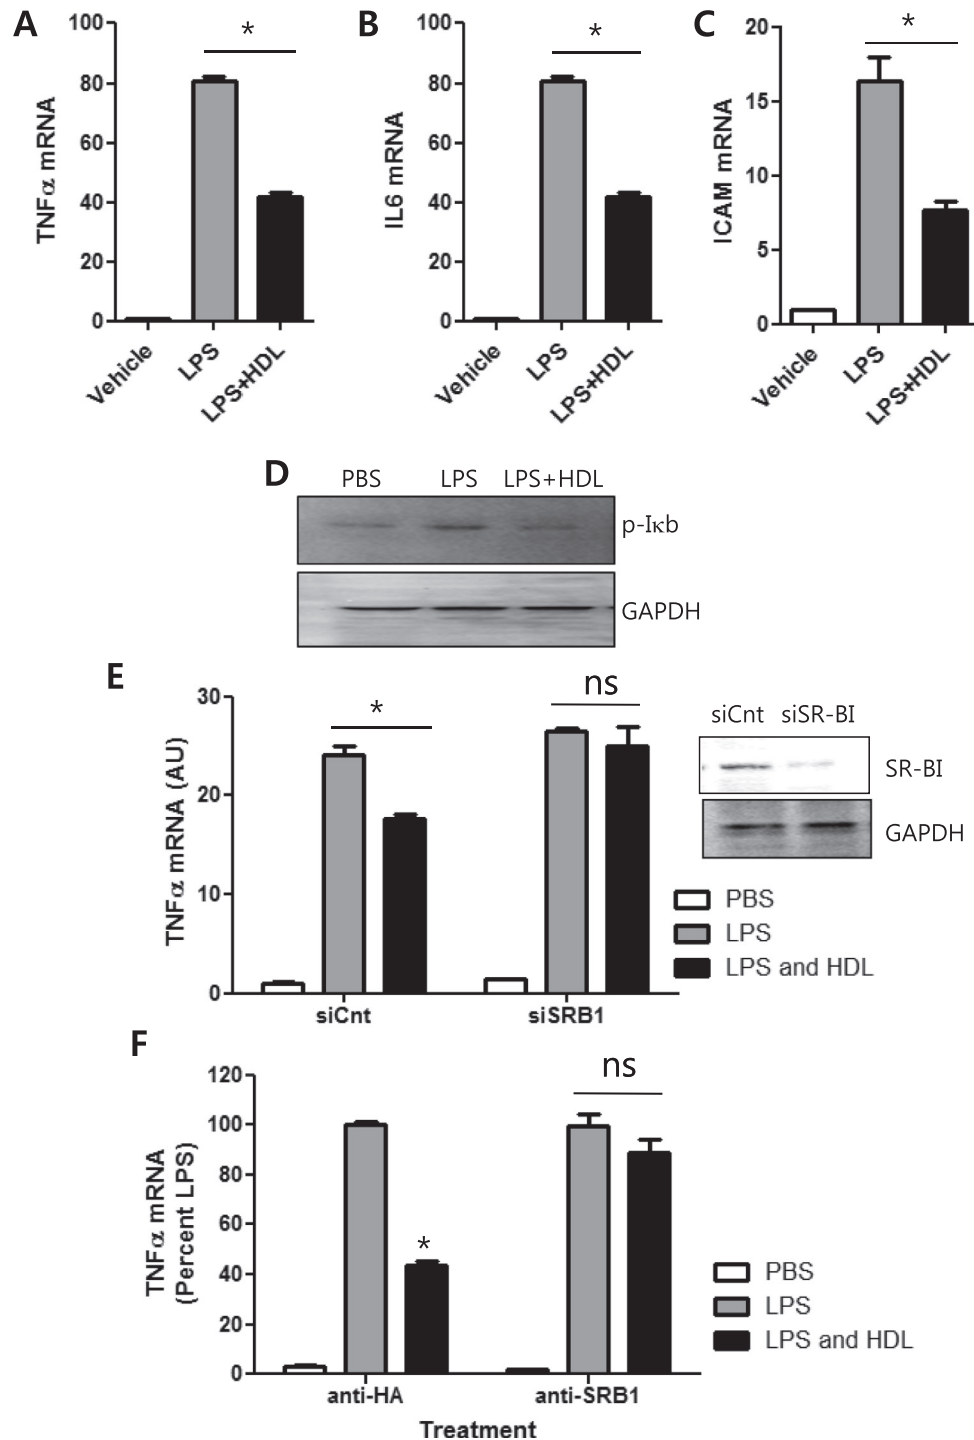 A
TNFα mRNA
100
80
60
40
20
0
*
Vehicle
LPS
LPS+HDL
B
IL6 mRNA
100
80
60
40
20
0
*
Vehicle
LPS
LPS+HDL
C
ICAM mRNA
20
15
10
5
0
*
Vehicle
LPS
LPS+HDL
D
PBS LPS LPS+HDL
p-Iκb
GAPDH
E
TNFα mRNA (AU)
30
20
10
0
*
ns
siCnt siSRB1
siCnt siSR-BI
SR-BI
GAPDH
PBS
LPS
LPS and HDL
F
TNFα mRNA
(Percent LPS)
120
100
80
60
40
20
0
*
ns
anti-HA anti-SRB1
Treatment
PBS
LPS
LPS and HDL